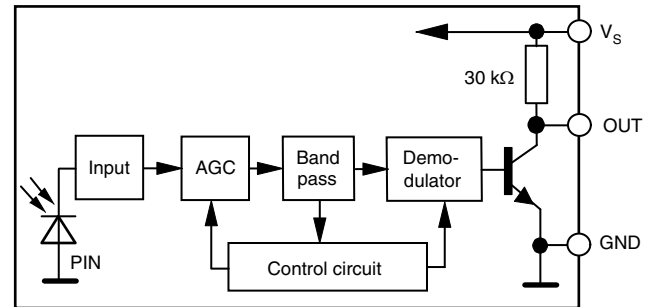 V_S
30 kΩ
OUT
Input
AGC
Band
pass
Demo-
dulator
GND
PIN
Control circuit